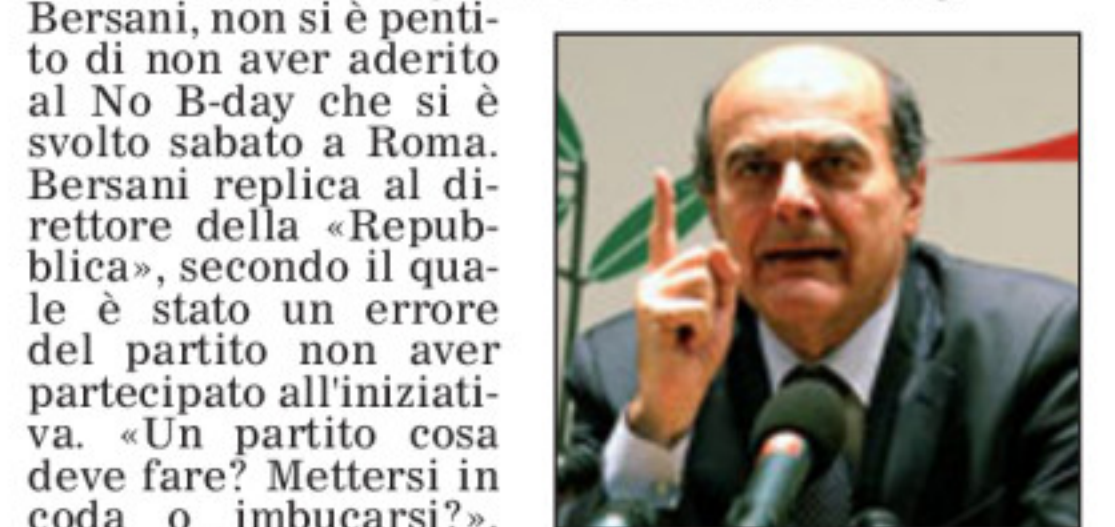 Bersani, non si è penti-
to di non aver aderito
al No B-day che si è
svolto sabato a Roma.
Bersani replica al di-
rettore della «Repub-
blica», secondo il qua-
le è stato un errore
del partito non aver
partecipato all'iniziati-
va. «Un partito cosa
deve fare? Mettersi in
coda o imbucarsi?».